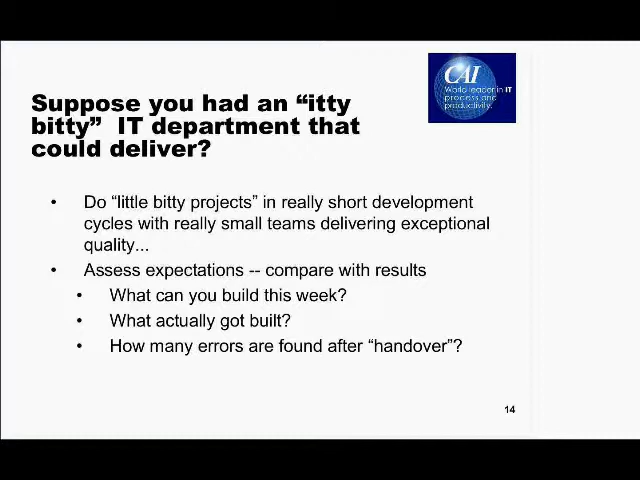 CAI
World leader in IT
process and
productivity.
Suppose you had an “itty
bitty” IT department that
could deliver?
• Do “little bitty projects” in really short development
cycles with really small teams delivering exceptional
quality...
• Assess expectations -- compare with results
• What can you build this week?
• What actually got built?
• How many errors are found after “handover”?
14